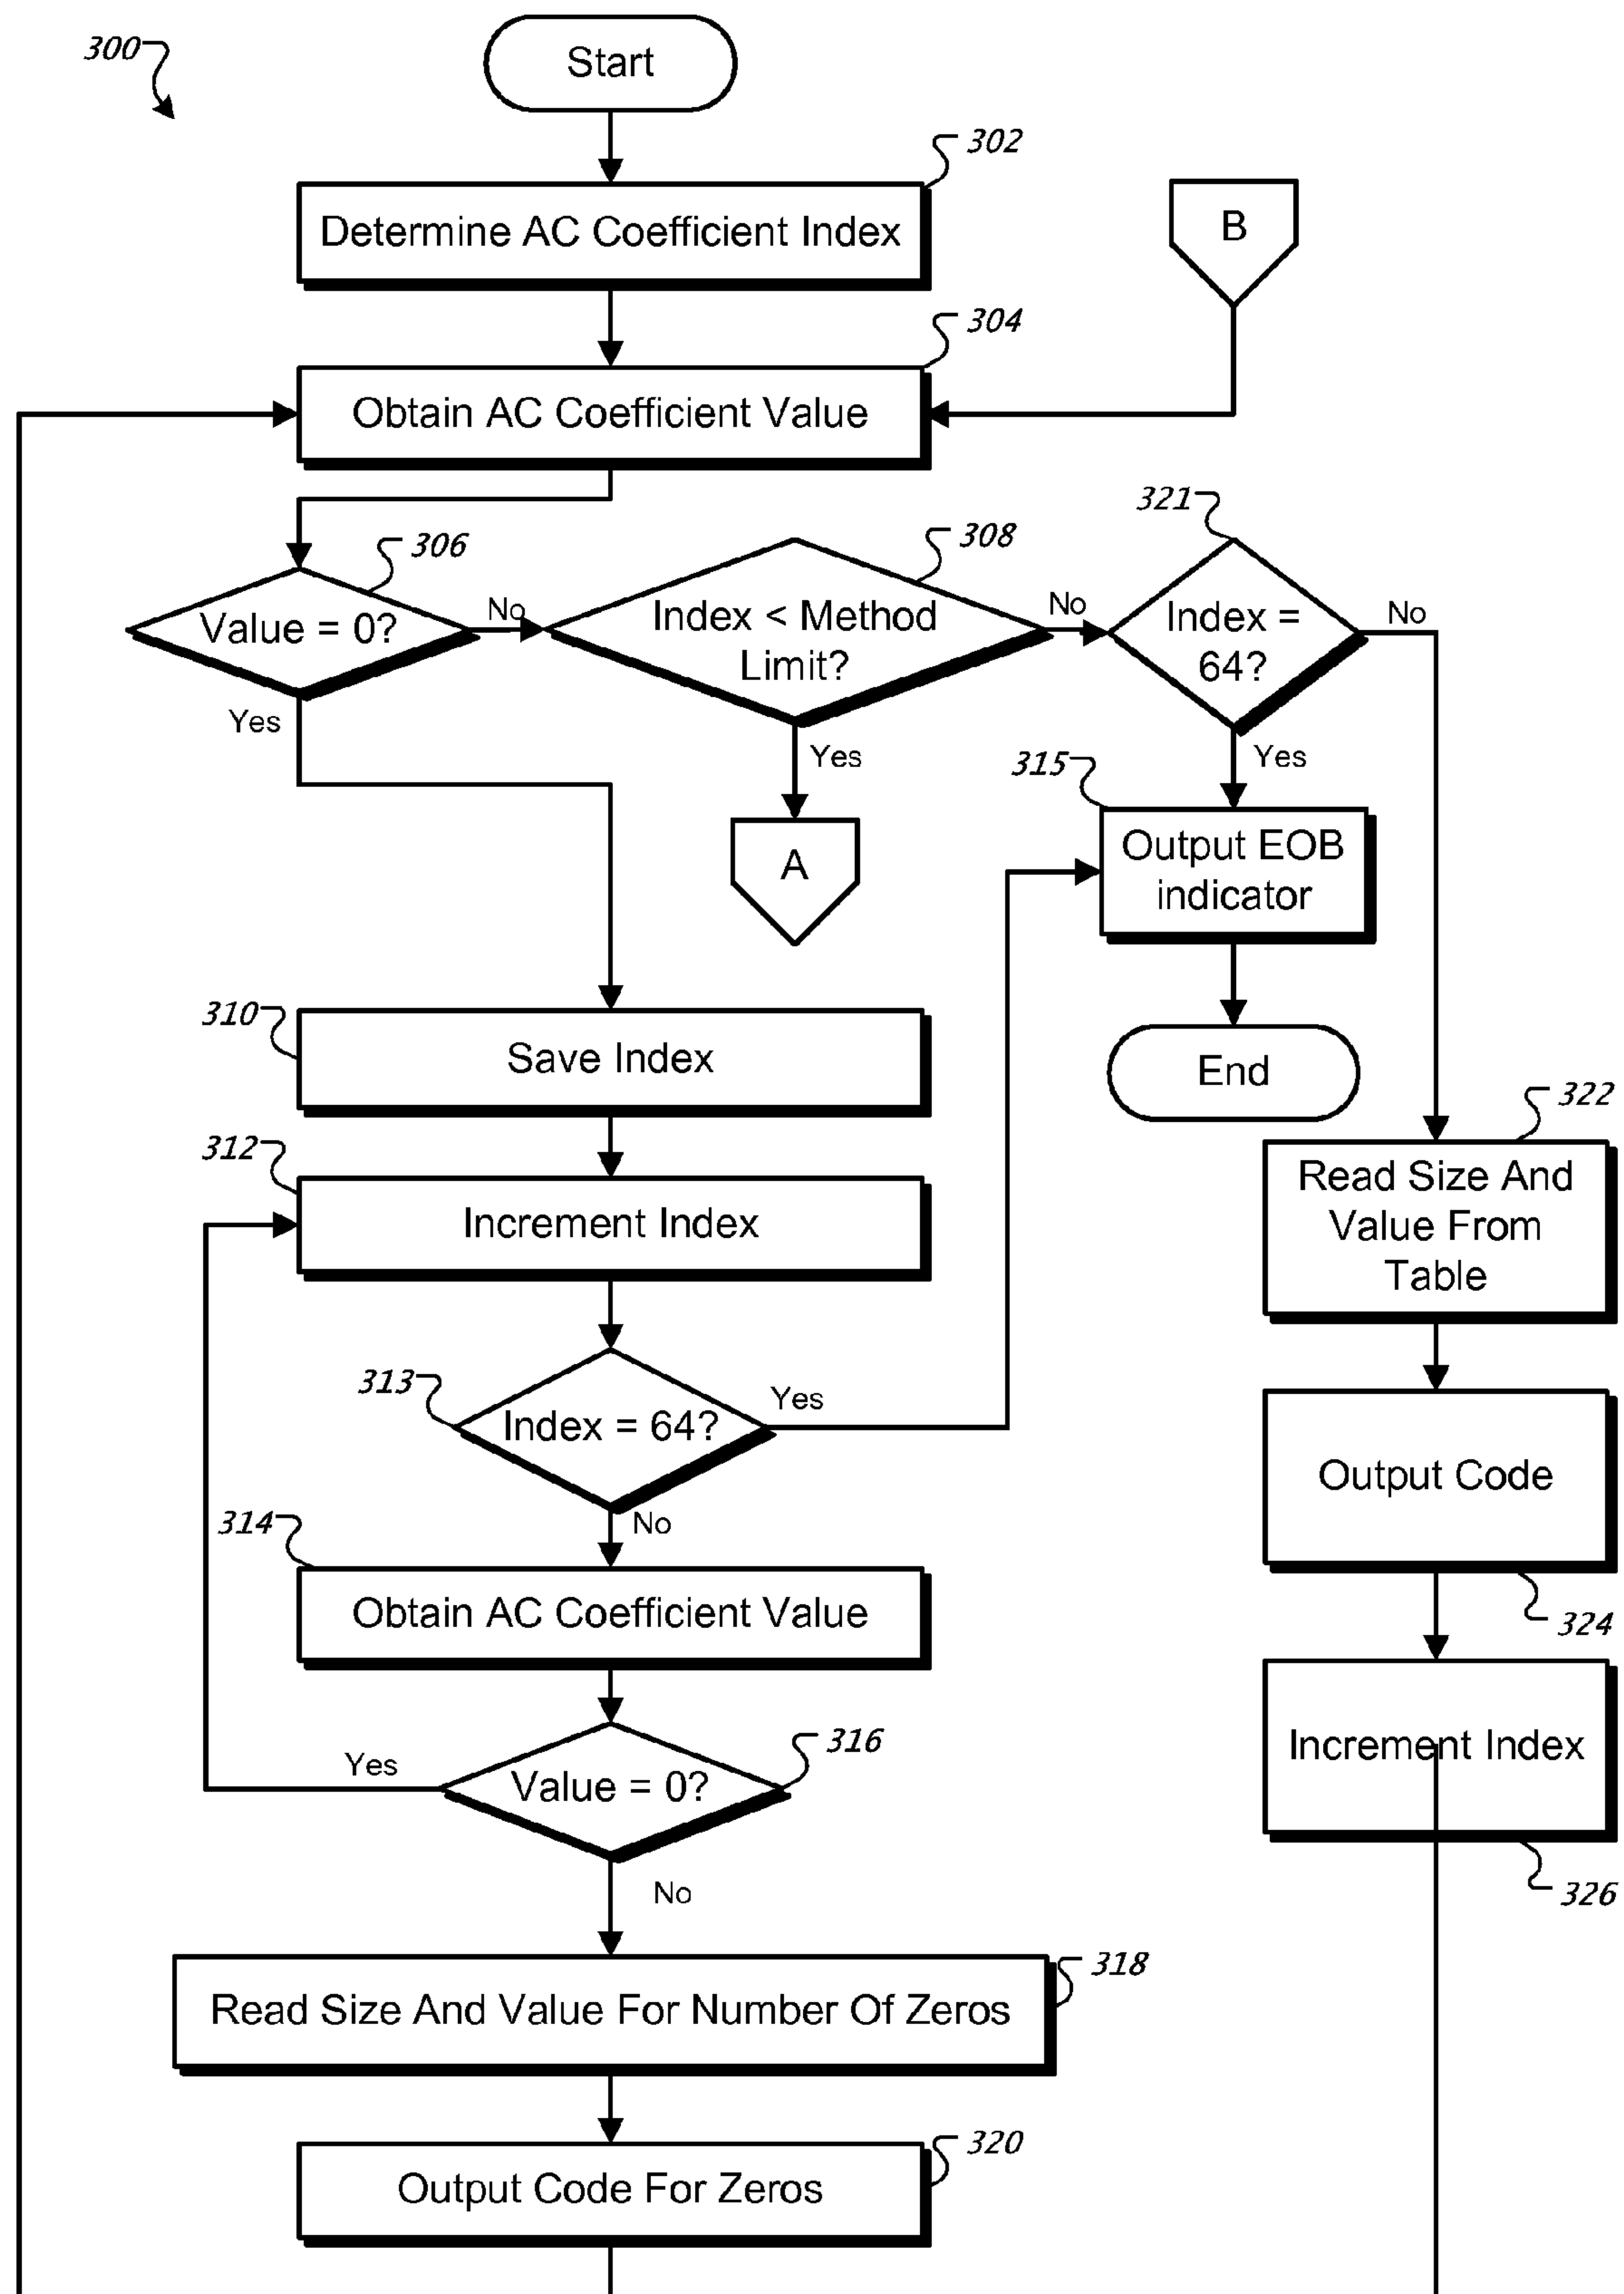 300
Start
302
Determine AC Coefficient Index
B
304
Obtain AC Coefficient Value
306
Value = 0?
No
Yes
308
Index < Method
Limit?
No
Yes
A
321
Index =
64?
No
Yes
315
Output EOB
indicator
End
310
Save Index
312
Increment Index
313
Index = 64?
Yes
No
314
Obtain AC Coefficient Value
316
Value = 0?
Yes
No
318
Read Size And Value For Number Of Zeros
320
Output Code For Zeros
322
Read Size And
Value From
Table
Output Code
324
Increment Index
326